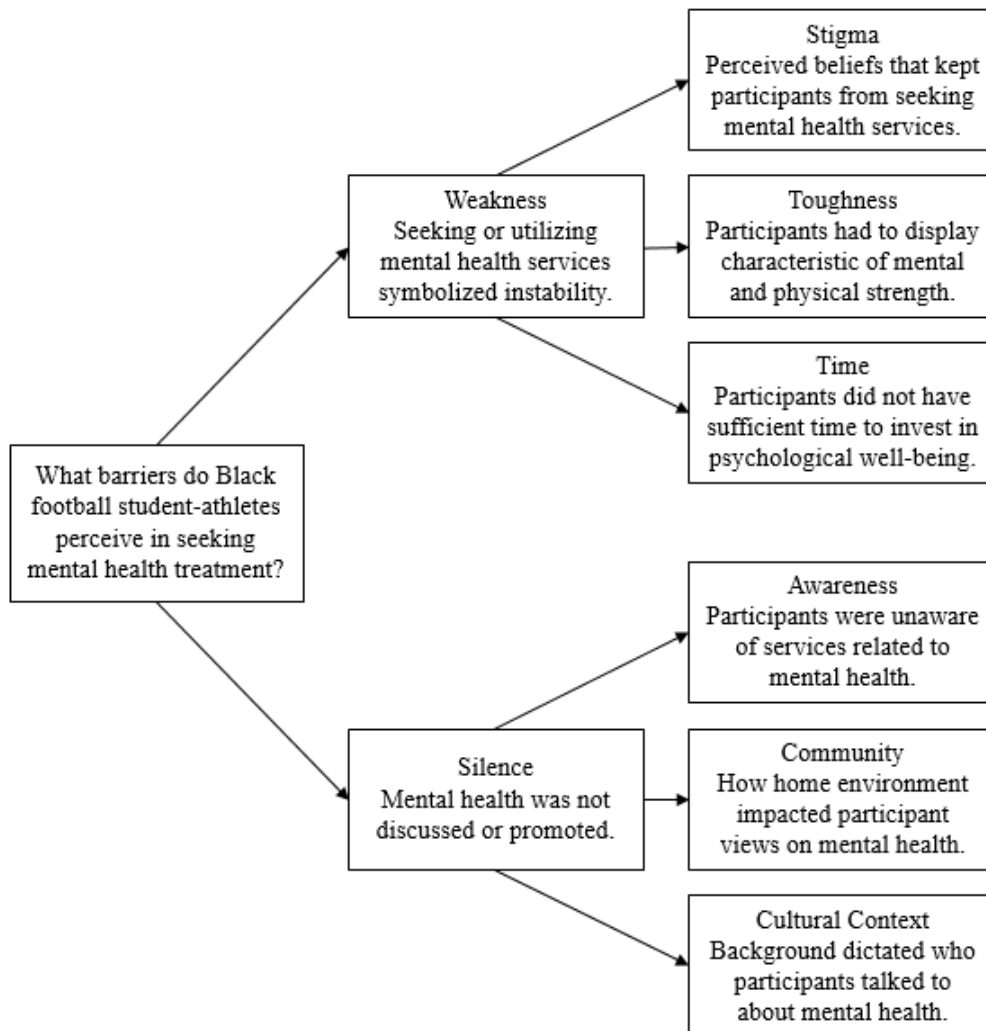 What barriers do Black
football student-athletes
perceive in seeking
mental health treatment?
Weakness
Seeking or utilizing
mental health services
symbolized instability.
Stigma
Perceived beliefs that kept
participants from seeking
mental health services.
Toughness
Participants had to display
characteristic of mental
and physical strength.
Time
Participants did not have
sufficient time to invest in
psychological well-being.
Silence
Mental health was not
discussed or promoted.
Awareness
Participants were unaware
of services related to
mental health.
Community
How home environment
impacted participant
views on mental health.
Cultural Context
Background dictated who
participants talked to
about mental health.